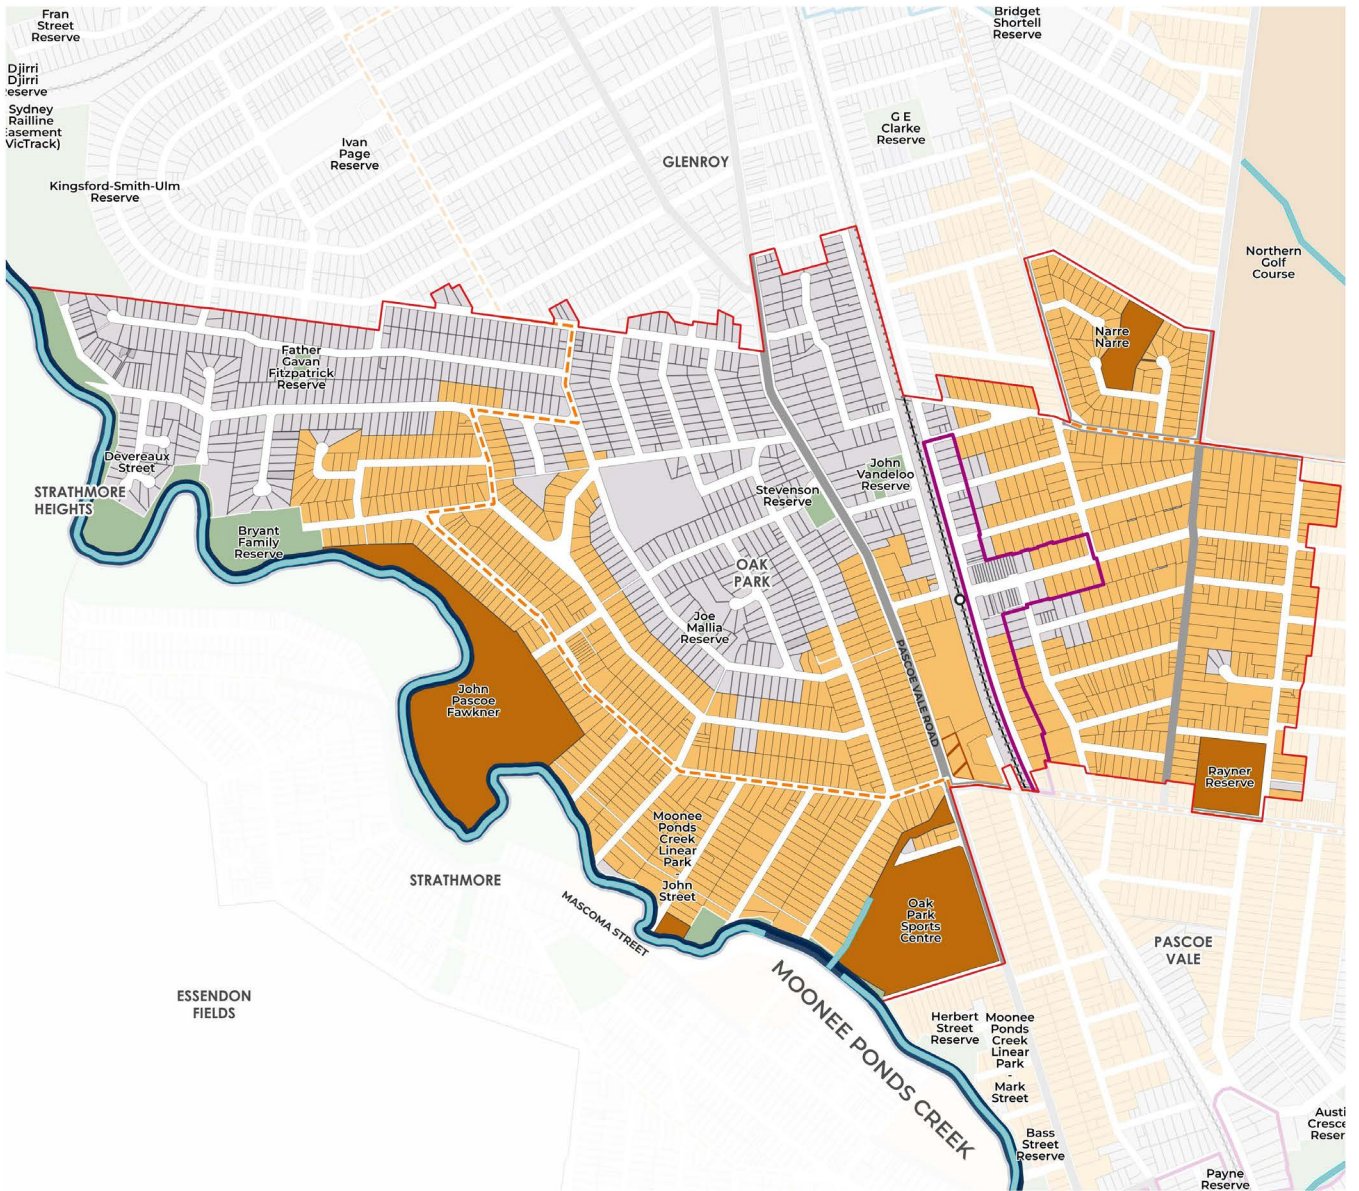 Fran
Street
Reserve
Bridget
Shortell
Reserve
Djirri
Djirri
eserve
Sydney
Railline
Easement
VicTrack)
Ivan
Page
Reserve
G E
Clarke
Reserve
GLENROY
Kingsford-Smith-Ulm
Reserve
Northern
Golf
Course
Narre
Narre
Father
Gavan
Fitzpatrick
Reserve
Devereaux
Street
John
Vandeloo
Reserve
STRATHMORE
HEIGHTS
Stevenson
Reserve
Bryant
Family
Reserve
OAK
PARK
Joe
Mallia
Reserve
PASCOE VALE ROAD
John
Pascoe
Fawkner
Rayner
Reserve
Moonee
Ponds
Creek
Linear
Park
-
John
Street
STRATHMORE
MASCOMA STREET
Oak
Park
Sports
Centre
PASCOE
VALE
ESSENDON
FIELDS
MOONEE PONDS CREEK
Herbert
Street
Reserve
Moonee
Ponds
Creek
Linear
Park
-
Mark
Street
Bass
Street
Reserve
Austi
Cresce
Reser
Payne
Reserve